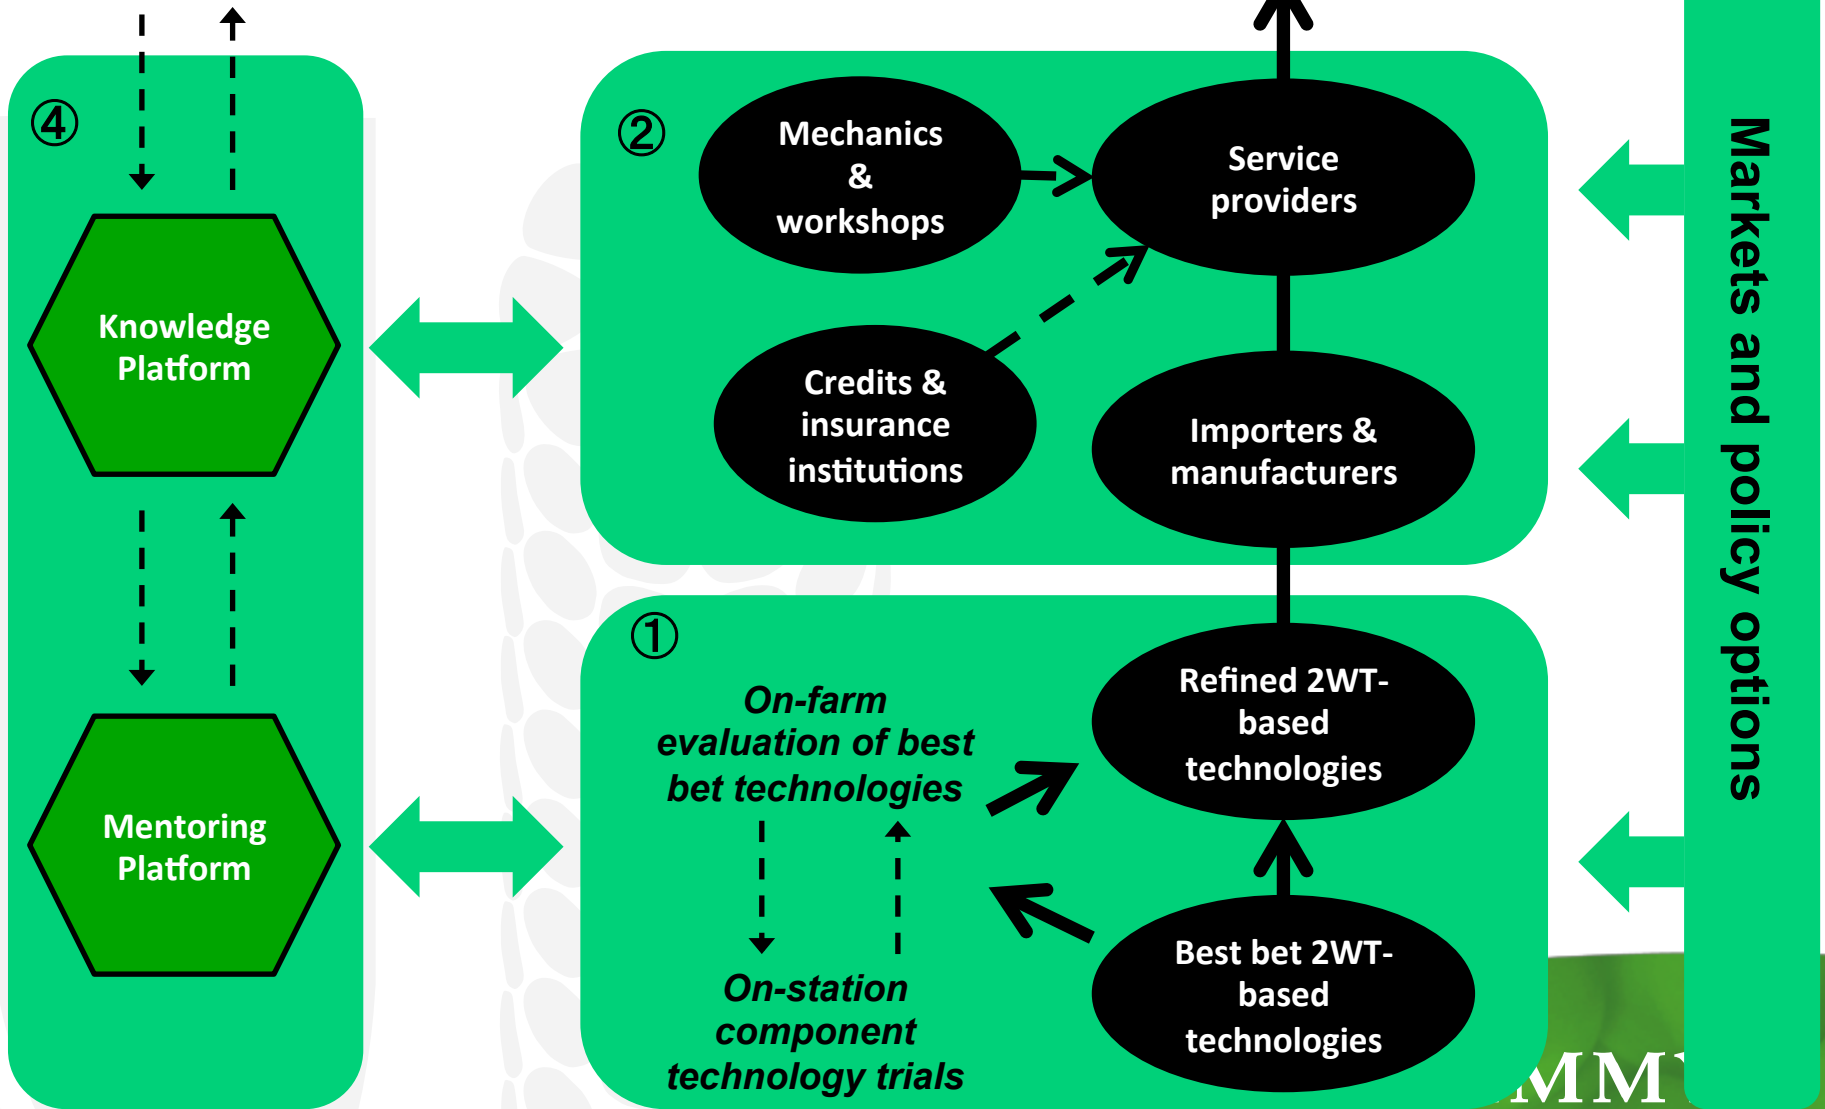 ④
Knowledge
Platform
Mentoring
Platform
②
Mechanics
&
workshops
Service
providers
Credits &
insurance
institutions
Importers &
manufacturers
①
On-farm
evaluation of best
bet technologies
On-station
component
technology trials
Refined 2WT-
based
technologies
Best bet 2WT-
based
technologies
Markets and policy options